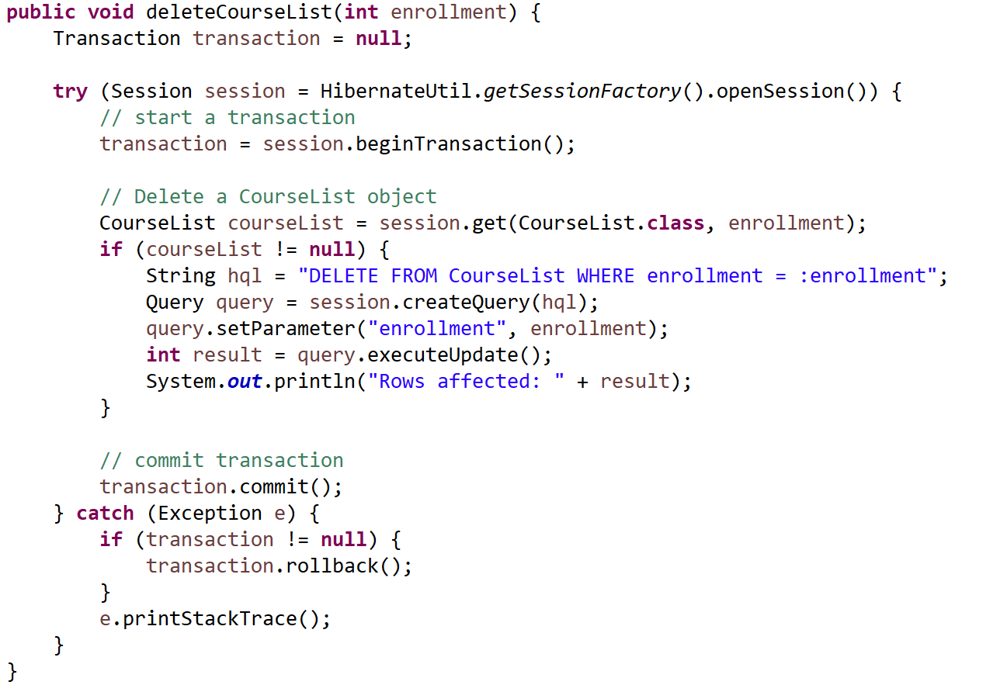 public void deleteCourseList(int enrollment) {
    Transaction transaction = null;

    try (Session session = HibernateUtil.getSessionFactory().openSession()) {
        // start a transaction
        transaction = session.beginTransaction();

        // Delete a CourseList object
        CourseList courseList = session.get(CourseList.class, enrollment);
        if (courseList != null) {
            String hql = "DELETE FROM CourseList WHERE enrollment = :enrollment";
            Query query = session.createQuery(hql);
            query.setParameter("enrollment", enrollment);
            int result = query.executeUpdate();
            System.out.println("Rows affected: " + result);
        }

        // commit transaction
        transaction.commit();
    } catch (Exception e) {
        if (transaction != null) {
            transaction.rollback();
        }
        e.printStackTrace();
    }
}